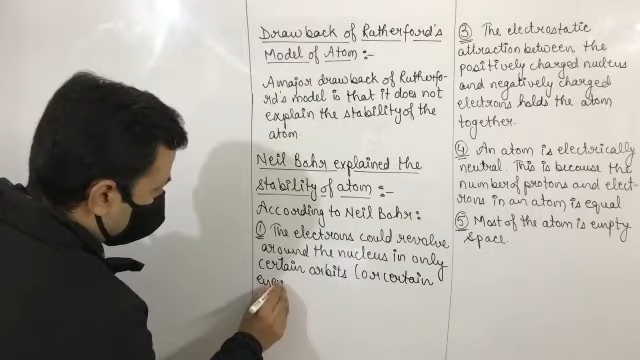 Drawback of Rutherford's
Model of Atom :-
A major drawback of Rutherfo-
rd's model is that it does not
explain the stability of the
atom.
Neil Bohr explained the
stability of atom :-
According to Neil Bohr:
① The electrons could revolve
around the nucleus in only
certain orbits (or certain
ener
③ The electrostatic
attraction between the
positively charged nucleus
and negatively charged
electrons holds the atom
together.
④ An atom is electrically
neutral. This is because the
number of protons and elect-
rons in an atom is equal
⑤ Most of the atom is empty
space